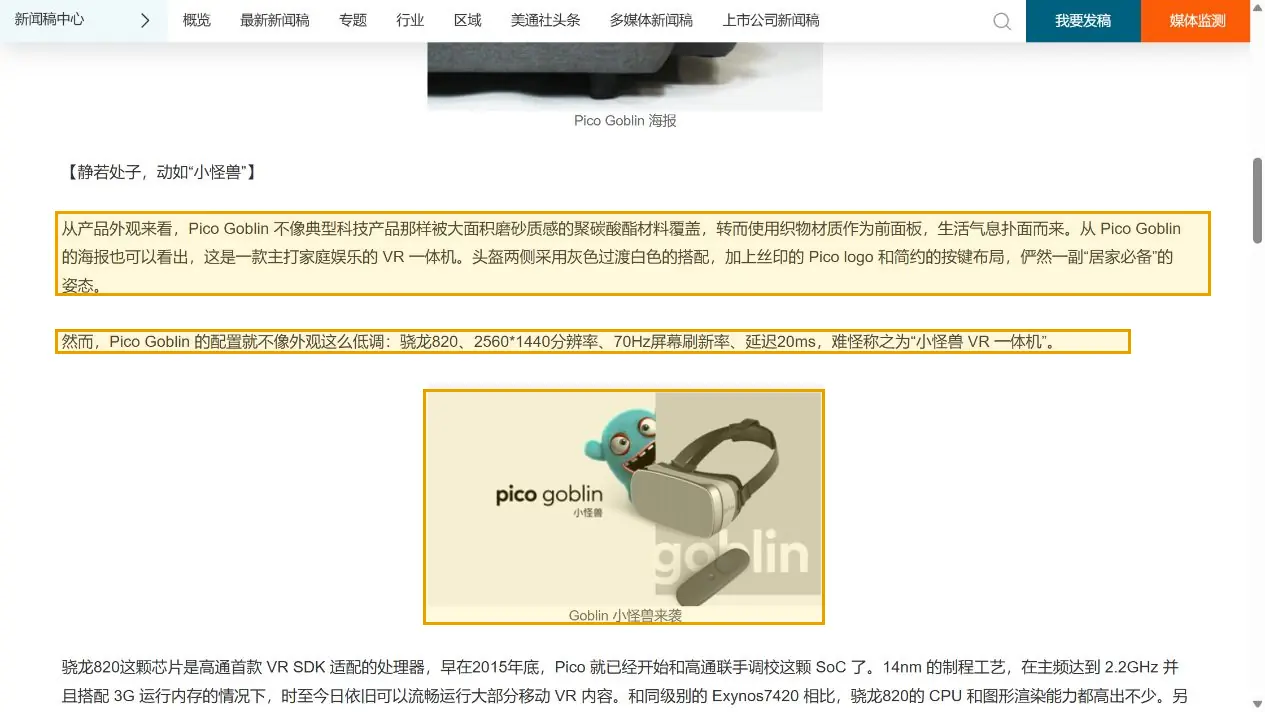 新闻稿中心
概览
最新新闻稿
专题
行业
区域
美通社头条
多媒体新闻稿
上市公司新闻稿
我要发稿
媒体监测
Pico Goblin 海报
【静若处子，动如“小怪兽”】
从产品外观来看，Pico Goblin 不像典型科技产品那样被大面积磨砂质感的聚碳酸酯材料覆盖，转而使用织物材质作为前面板，生活气息扑面而来。从 Pico Goblin
的海报也可以看出，这是一款主打家庭娱乐的 VR 一体机。头盔两侧采用灰色过渡白色的搭配，加上丝印的 Pico logo 和简约的按键布局，俨然一副“居家必备”的
姿态。
然而，Pico Goblin 的配置就不像外观这么低调：骁龙820、2560*1440分辨率、70Hz屏幕刷新率、延迟20ms，难怪称之为“小怪兽 VR 一体机”。
pico goblin
小怪兽
goblin
Goblin 小怪兽来袭
骁龙820这颗芯片是高通首款 VR SDK 适配的处理器，早在2015年底，Pico 就已经开始和高通联手调校这颗 SoC 了。14nm 的制程工艺，在主频达到 2.2GHz 并
且搭配 3G 运行内存的情况下，时至今日依旧可以流畅运行大部分移动 VR 内容。和同级别的 Exynos7420 相比，骁龙820的 CPU 和图形渲染能力都高出不少。另